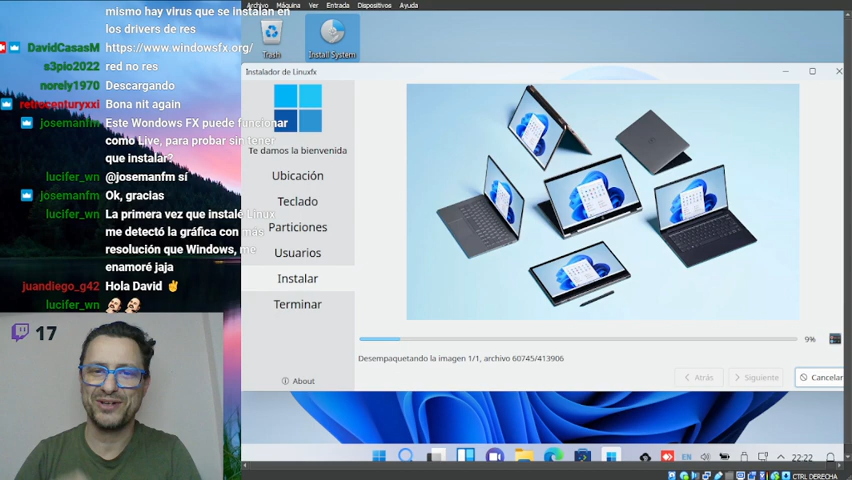 mismo hay virus que se instalan en
los drivers de res
DavidCasasM https://www.windowsfx.org/
s3pio2022 red no res
norely1970 Descargando
retrocenturyxxi Bona nit again
josemanfm Este Wondows FX puede funcionar
como Live, para probar sin tener
que instalar?
lucifer_wn @josemanfm sí
josemanfm Ok, gracias
lucifer_wn La primera vez que instalé Linux
me detectó la gráfica con más
resolución que Windows, me
enamoré jaja
juandiego_g42 Hola David
lucifer_wn
17
Archivo Máquina Ver Entrada Dispositivos Ayuda
Trash
Install System
Instalador de Linuxfx
Te damos la bienvenida
Ubicación
Teclado
Particiones
Usuarios
Instalar
Terminar
About
9%
Desempaquetando la imagen 1/1, archivo 60745/413906
Atrás
Siguiente
Cancelar
EN
22:22
CTRL DERECHA